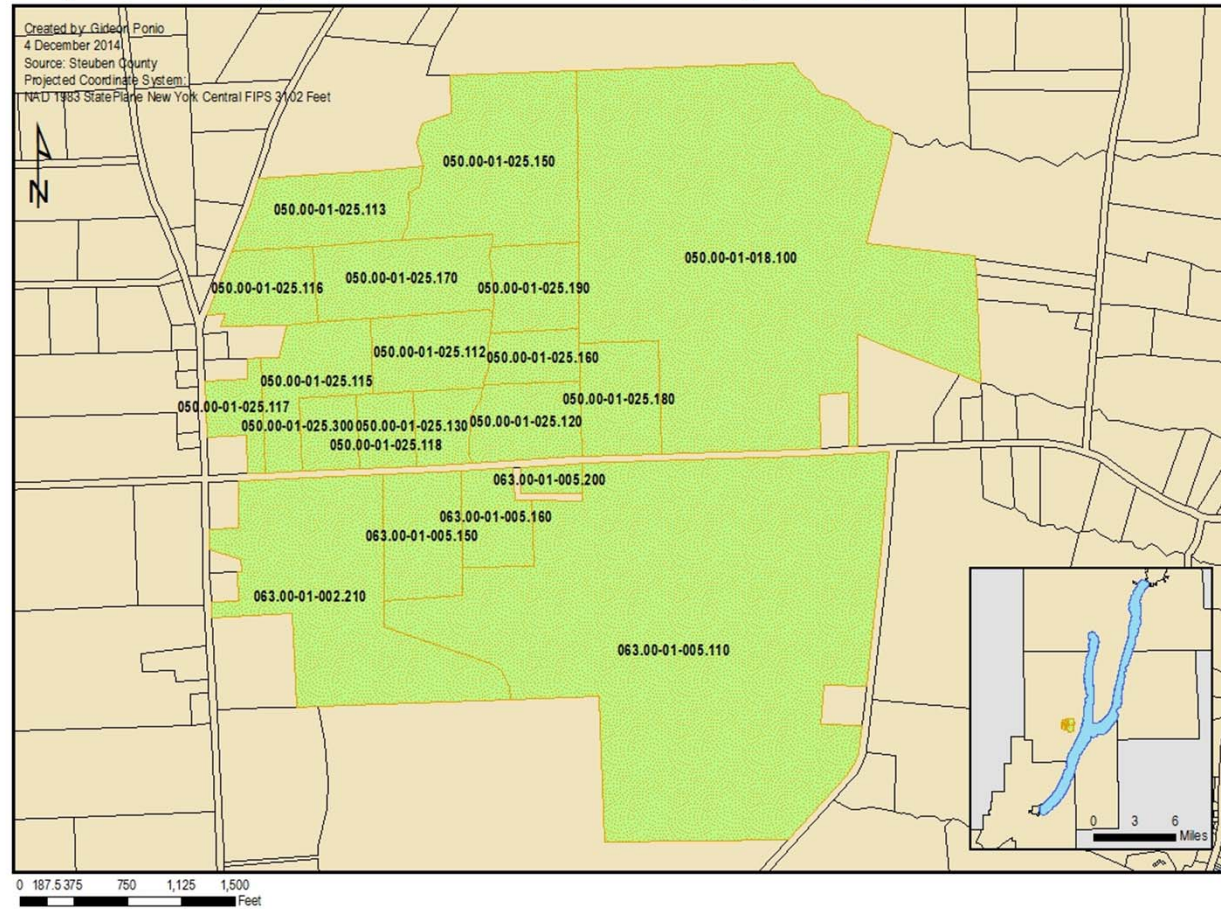 Created by: Gideon Ponio
4 December 2014
Source: Steuben County
Projected Coordinate System:
NAD 1983 StatePlane New York Central FIPS 3102 Feet
N
050.00-01-025.150
050.00-01-025.113
050.00-01-018.100
050.00-01-025.170
050.00-01-025.116
050.00-01-025.190
050.00-01-025.112
050.00-01-025.160
050.00-01-025.115
050.00-01-025.180
050.00-01-025.117
050.00-01-025.120
050.00-01-025.300
050.00-01-025.130
050.00-01-025.118
063.00-01-005.200
063.00-01-005.160
063.00-01-005.150
063.00-01-002.210
063.00-01-005.110
0 3 6
Miles
0 187.5 375 750 1,125 1,500
Feet